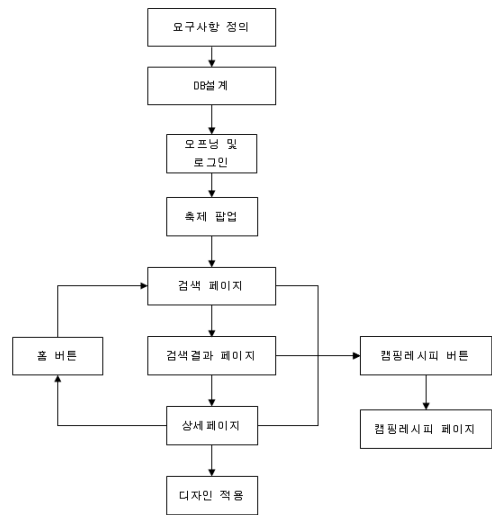 요구사항 정의
DB설계
오프닝 및
로그인
축제 팝업
검색 페이지
홈 버튼
검색결과 페이지
캠핑레시피 버튼
상세페이지
캠핑레시피 페이지
디자인 적용